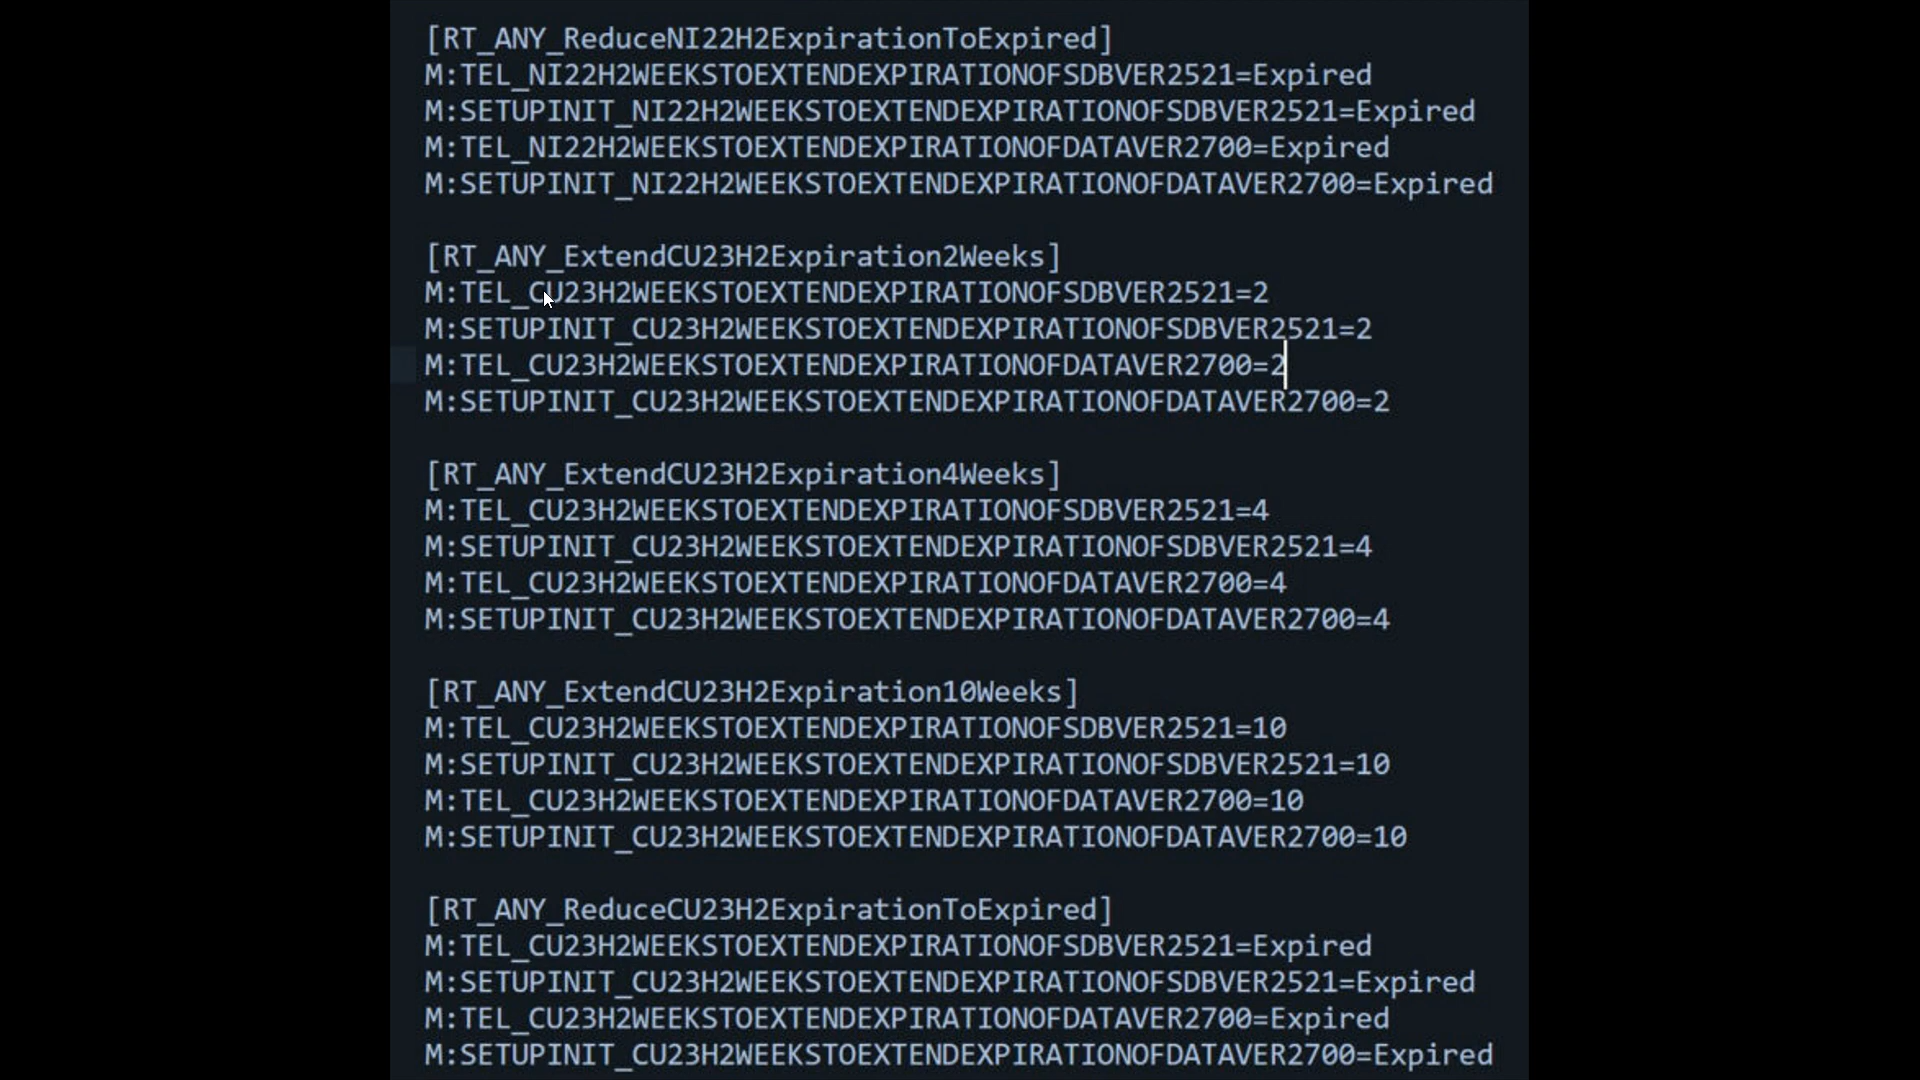 [RT_ANY_ReduceNI22H2ExpirationToExpired]
M:TEL_NI22H2WEEKSTOEXTENDEXPIRATIONOFSDBVER2521=Expired
M:SETUPINIT_NI22H2WEEKSTOEXTENDEXPIRATIONOFSDBVER2521=Expired
M:TEL_NI22H2WEEKSTOEXTENDEXPIRATIONOFDATAVER2700=Expired
M:SETUPINIT_NI22H2WEEKSTOEXTENDEXPIRATIONOFDATAVER2700=Expired
[RT_ANY_ExtendCU23H2Expiration2Weeks]
M:TEL_CU23H2WEEKSTOEXTENDEXPIRATIONOFSDBVER2521=2
M:SETUPINIT_CU23H2WEEKSTOEXTENDEXPIRATIONOFSDBVER2521=2
M:TEL_CU23H2WEEKSTOEXTENDEXPIRATIONOFDATAVER2700=2
M:SETUPINIT_CU23H2WEEKSTOEXTENDEXPIRATIONOFDATAVER2700=2
[RT_ANY_ExtendCU23H2Expiration4Weeks]
M:TEL_CU23H2WEEKSTOEXTENDEXPIRATIONOFSDBVER2521=4
M:SETUPINIT_CU23H2WEEKSTOEXTENDEXPIRATIONOFSDBVER2521=4
M:TEL_CU23H2WEEKSTOEXTENDEXPIRATIONOFDATAVER2700=4
M:SETUPINIT_CU23H2WEEKSTOEXTENDEXPIRATIONOFDATAVER2700=4
[RT_ANY_ExtendCU23H2Expiration10Weeks]
M:TEL_CU23H2WEEKSTOEXTENDEXPIRATIONOFSDBVER2521=10
M:SETUPINIT_CU23H2WEEKSTOEXTENDEXPIRATIONOFSDBVER2521=10
M:TEL_CU23H2WEEKSTOEXTENDEXPIRATIONOFDATAVER2700=10
M:SETUPINIT_CU23H2WEEKSTOEXTENDEXPIRATIONOFDATAVER2700=10
[RT_ANY_ReduceCU23H2ExpirationToExpired]
M:TEL_CU23H2WEEKSTOEXTENDEXPIRATIONOFSDBVER2521=Expired
M:SETUPINIT_CU23H2WEEKSTOEXTENDEXPIRATIONOFSDBVER2521=Expired
M:TEL_CU23H2WEEKSTOEXTENDEXPIRATIONOFDATAVER2700=Expired
M:SETUPINIT_CU23H2WEEKSTOEXTENDEXPIRATIONOFDATAVER2700=Expired